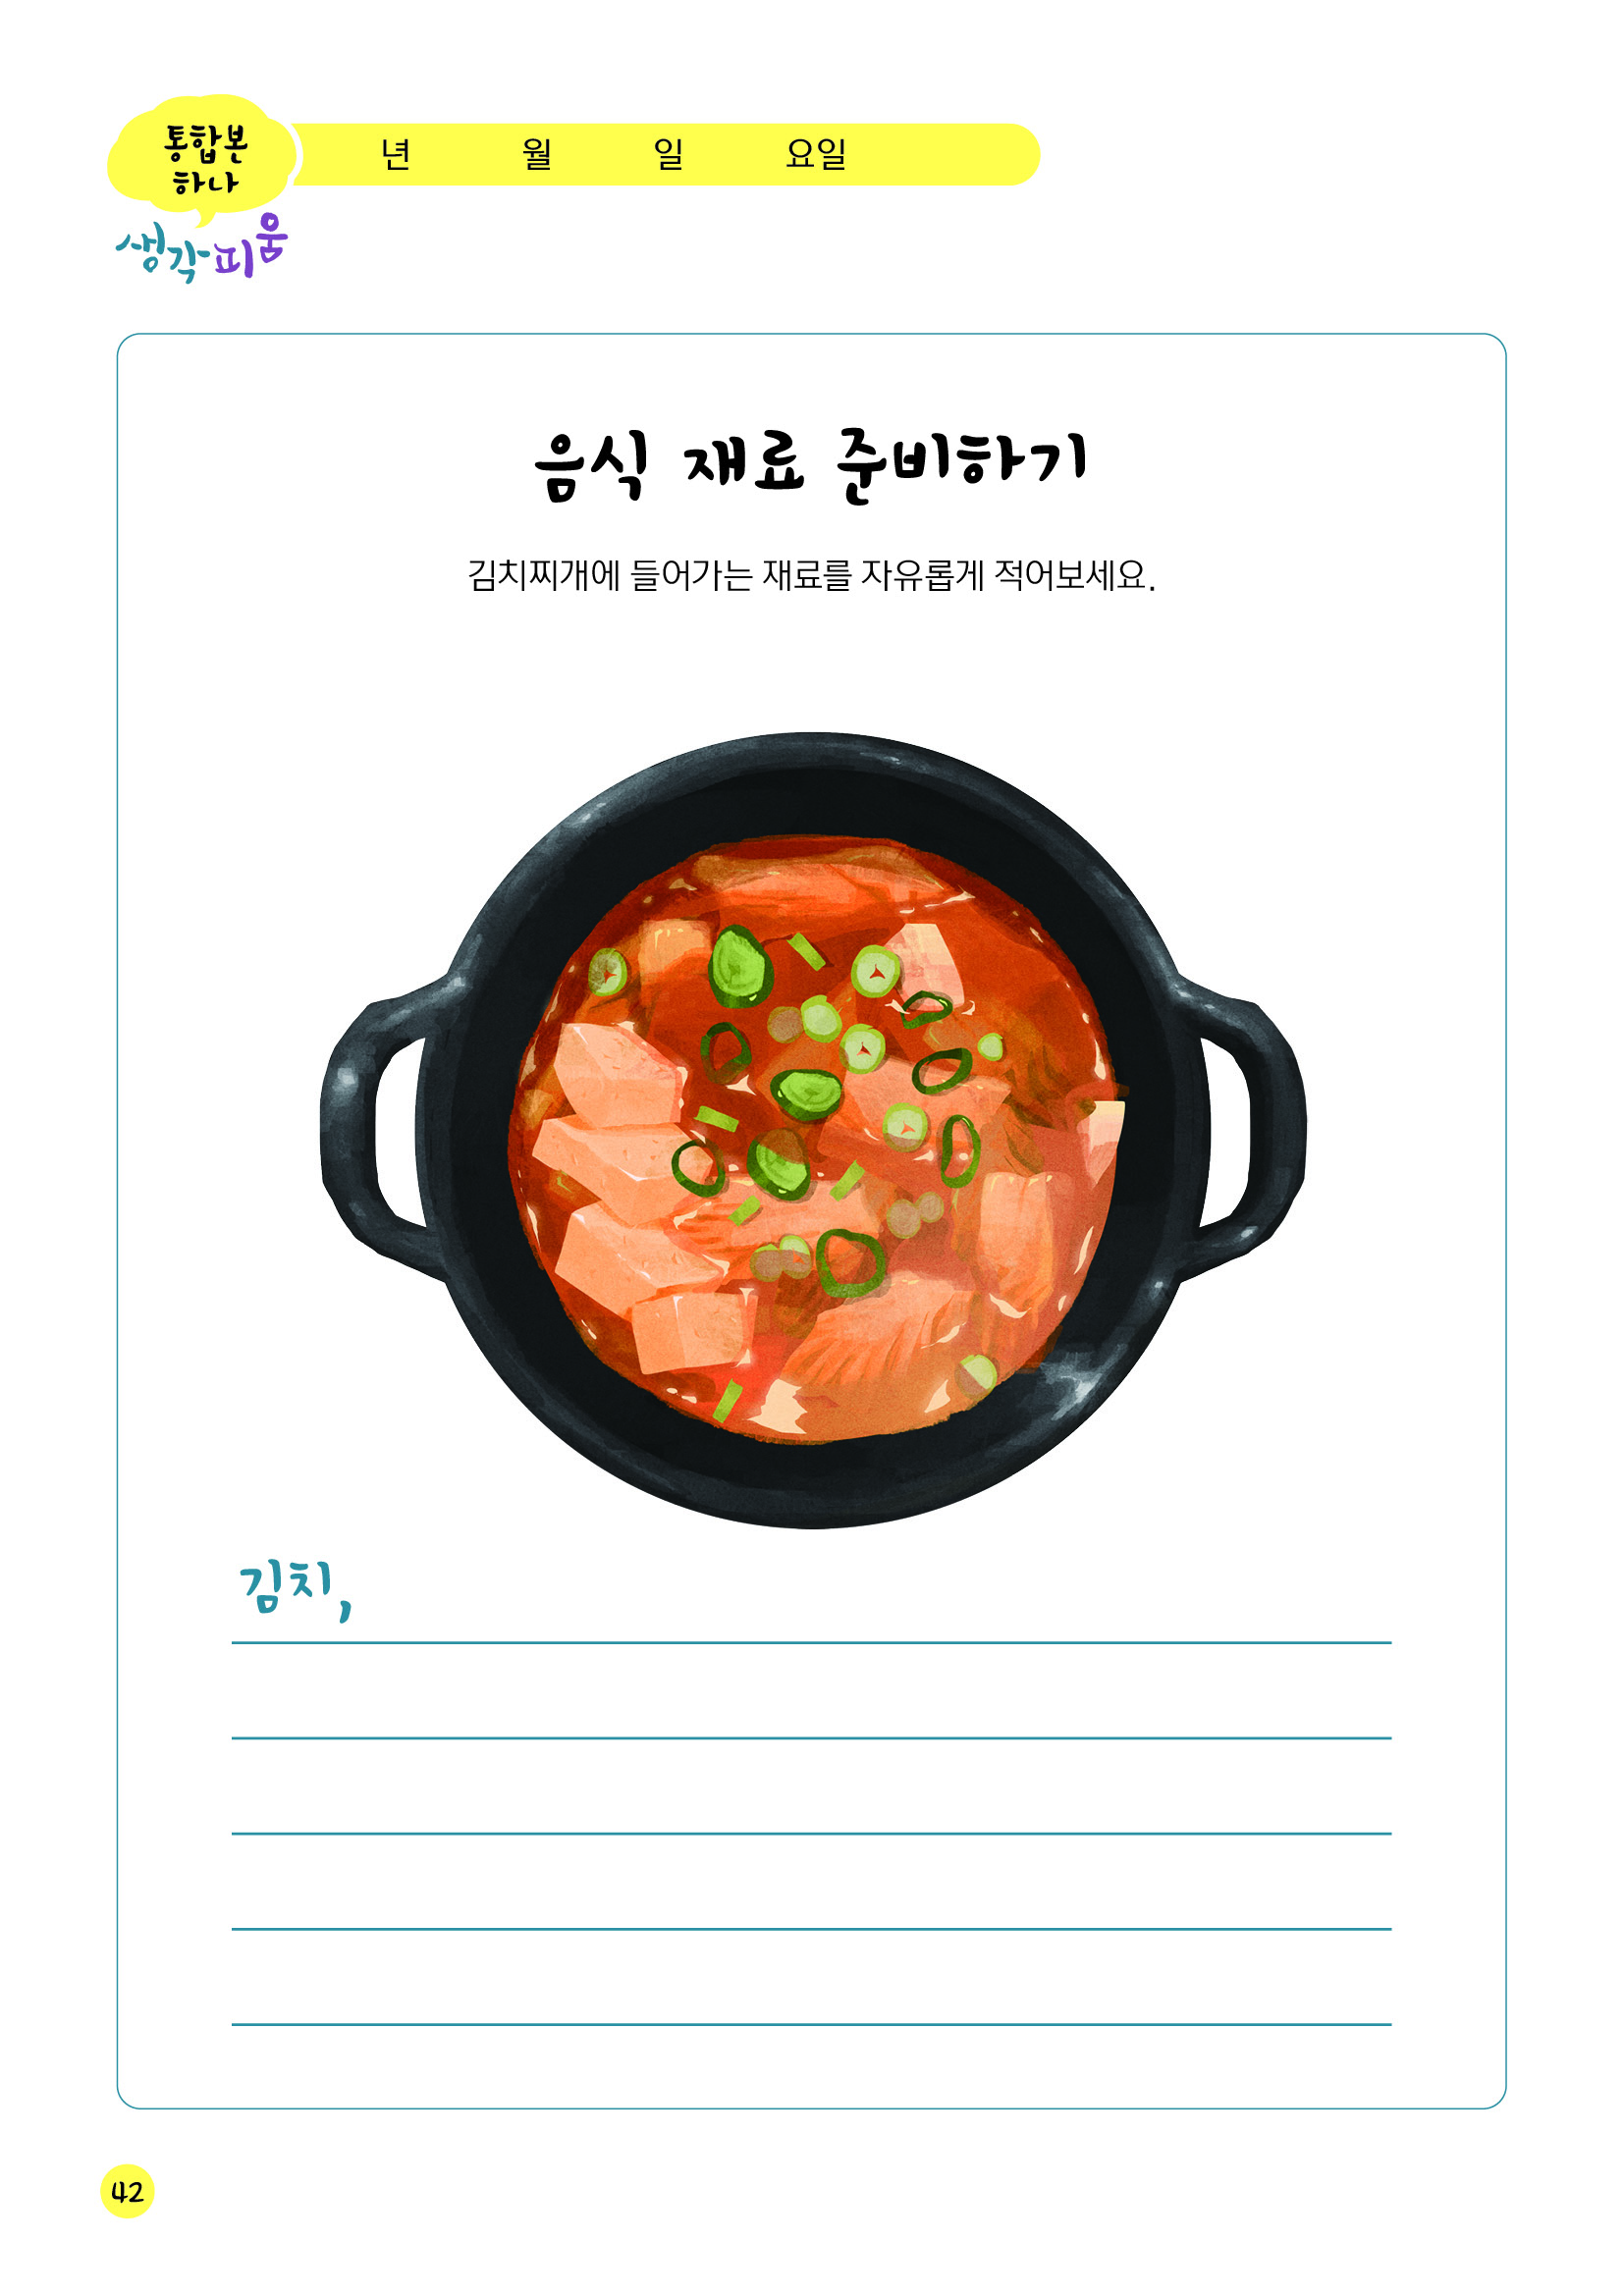 통합본
하나
생각피움
년 월 일 요일
음식 재료 준비하기
김치찌개에 들어가는 재료를 자유롭게 적어보세요.
김치,
42